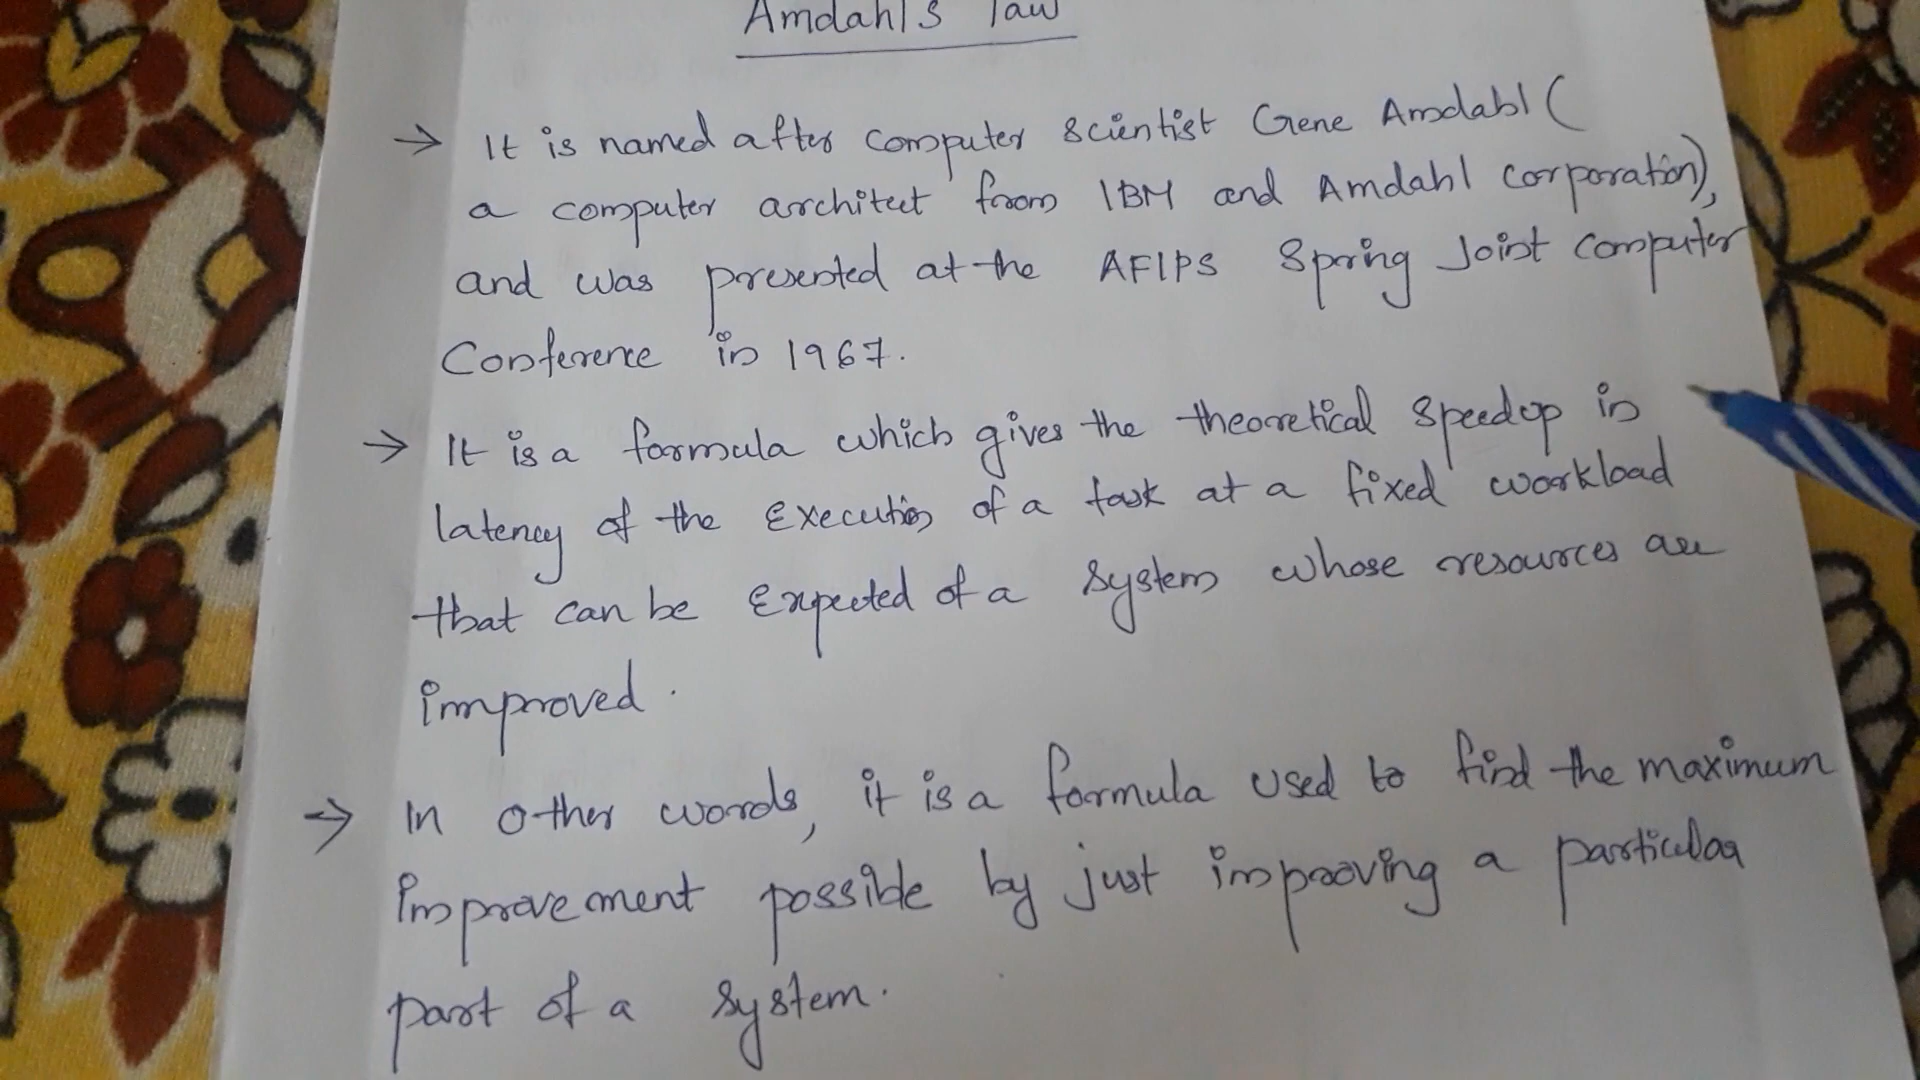 Amdahl's law
→ It is named after computer scientist Gene Amdahl (
a computer architect from IBM and Amdahl corporation),
and was presented at the AFIPS Spring Joint Computer
Conference in 1967.
→ It is a formula which gives the theoretical speedup in
latency of the execution of a task at a fixed workload
that can be expected of a system whose resources are
improved.
→ In other words, it is a formula used to find the maximum
improvement possible by just improving a particular
part of a system.